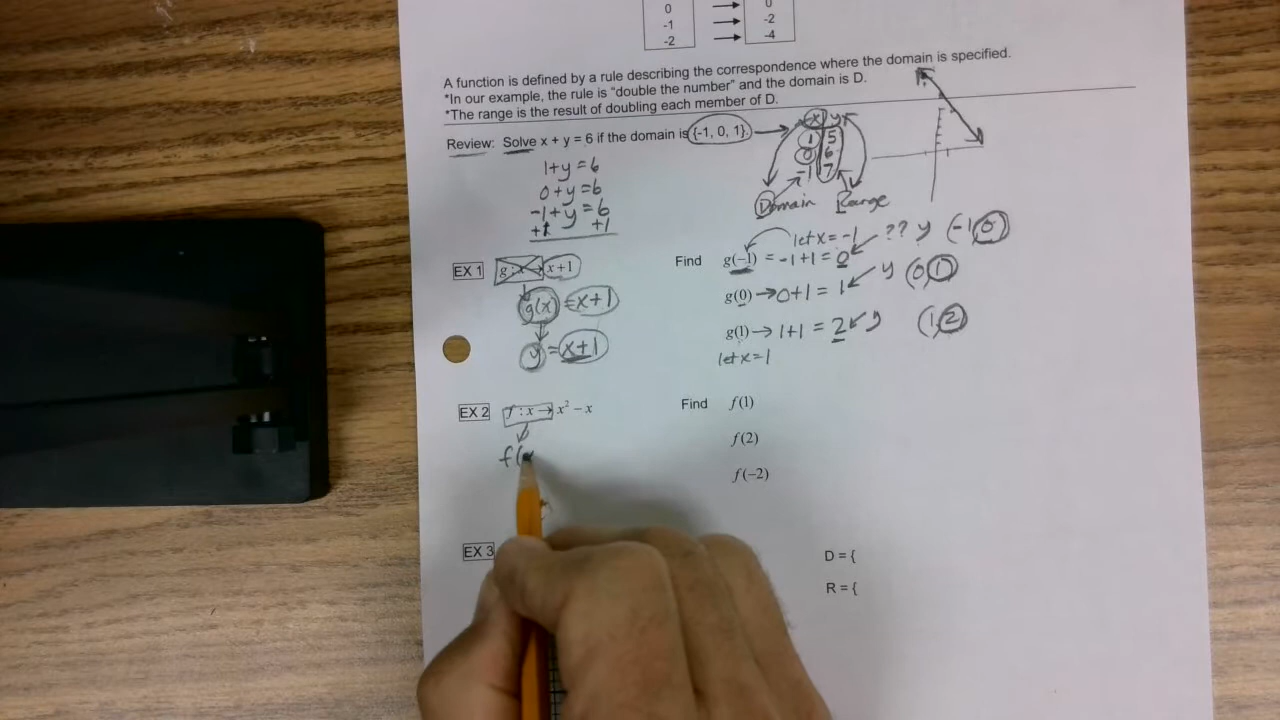 0 → 0
-1 → -2
-2 → -4
A function is defined by a rule describing the correspondence where the domain is specified.
*In our example, the rule is "double the number" and the domain is D.
*The range is the result of doubling each member of D.
Review: Solve x + y = 6 if the domain is {-1, 0, 1}.
x y
1 5
0 6
-1 7
Domain Range
1+y=6
0+y=6
-1+y=6
+1 +1
EX 1 g : x → x+1
g(x) = x+1
y = x+1
let x = -1
Find g(-1) = -1+1 = 0 ?? y (-1, 0)
g(0) → 0+1 = 1 y (0, 1)
g(1) → 1+1 = 2 y (1, 2)
let x = 1
EX 2 f : x → x² − x Find f(1)
f(2)
f(
f(−2)
EX 3 D = {
R = {